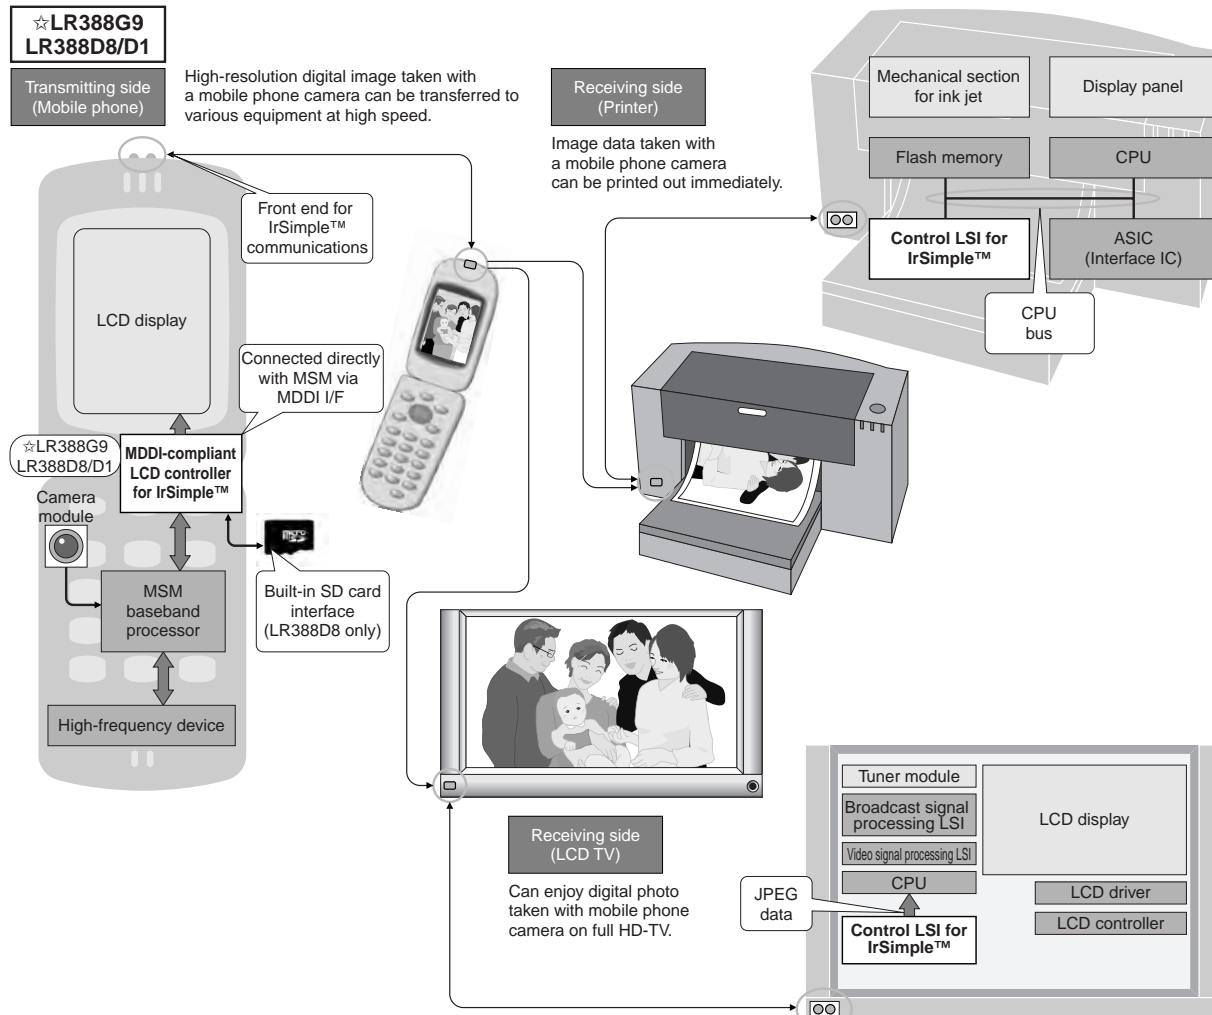 ☆LR388G9
LR388D8/D1
Transmitting side
(Mobile phone)
High-resolution digital image taken with
a mobile phone camera can be transferred to
various equipment at high speed.
Front end for
IrSimple™
communications
LCD display
Connected directly
with MSM via
MDDI I/F
☆LR388G9
LR388D8/D1
MDDI-compliant
LCD controller
for IrSimple™
Camera
module
micro
Built-in SD card
interface
(LR388D8 only)
MSM
baseband
processor
High-frequency device
Receiving side
(Printer)
Image data taken with
a mobile phone camera
can be printed out immediately.
Mechanical section
for ink jet
Display panel
Flash memory
CPU
Control LSI for
IrSimple™
ASIC
(Interface IC)
CPU
bus
Receiving side
(LCD TV)
Can enjoy digital photo
taken with mobile phone
camera on full HD-TV.
Tuner module
Broadcast signal
processing LSI
Video signal processing LSI
CPU
JPEG
data
Control LSI for
IrSimple™
LCD display
LCD driver
LCD controller